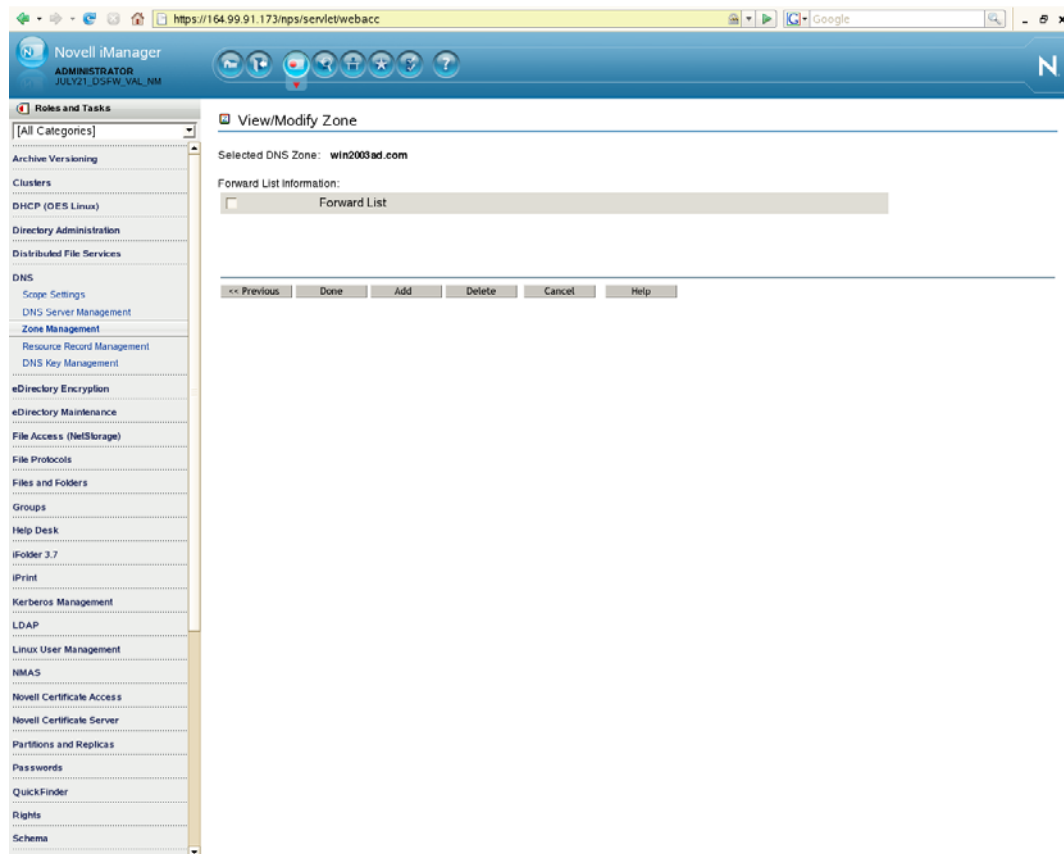 https://164.99.91.173/nps/servlet/webacc
Google
Novell iManager
ADMINISTRATOR
JULY21_DSFW_VAL_NM
N
Roles and Tasks
[All Categories]
Archive Versioning
Clusters
DHCP (OES Linux)
Directory Administration
Distributed File Services
DNS
Scope Settings
DNS Server Management
Zone Management
Resource Record Management
DNS Key Management
eDirectory Encryption
eDirectory Maintenance
File Access (NetStorage)
File Protocols
Files and Folders
Groups
Help Desk
iFolder 3.7
iPrint
Kerberos Management
LDAP
Linux User Management
NMAS
Novell Certificate Access
Novell Certificate Server
Partitions and Replicas
Passwords
QuickFinder
Rights
Schema
View/Modify Zone
Selected DNS Zone: win2003ad.com
Forward List Information:
Forward List
<< Previous Done Add Delete Cancel Help